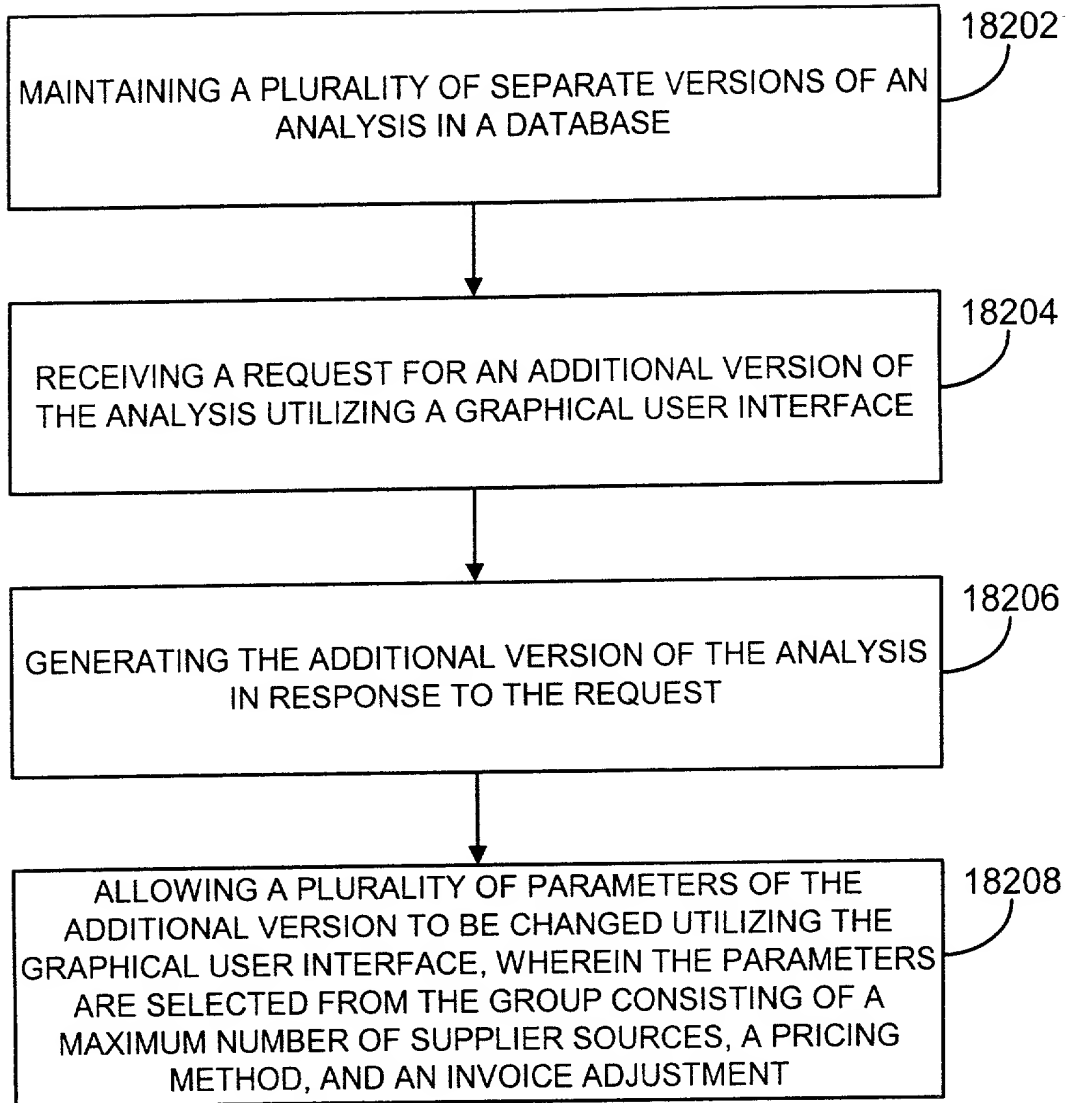 18202
MAINTAINING A PLURALITY OF SEPARATE VERSIONS OF AN
ANALYSIS IN A DATABASE
18204
RECEIVING A REQUEST FOR AN ADDITIONAL VERSION OF
THE ANALYSIS UTILIZING A GRAPHICAL USER INTERFACE
18206
GENERATING THE ADDITIONAL VERSION OF THE ANALYSIS
IN RESPONSE TO THE REQUEST
18208
ALLOWING A PLURALITY OF PARAMETERS OF THE
ADDITIONAL VERSION TO BE CHANGED UTILIZING THE
GRAPHICAL USER INTERFACE, WHEREIN THE PARAMETERS
ARE SELECTED FROM THE GROUP CONSISTING OF A
MAXIMUM NUMBER OF SUPPLIER SOURCES, A PRICING
METHOD, AND AN INVOICE ADJUSTMENT